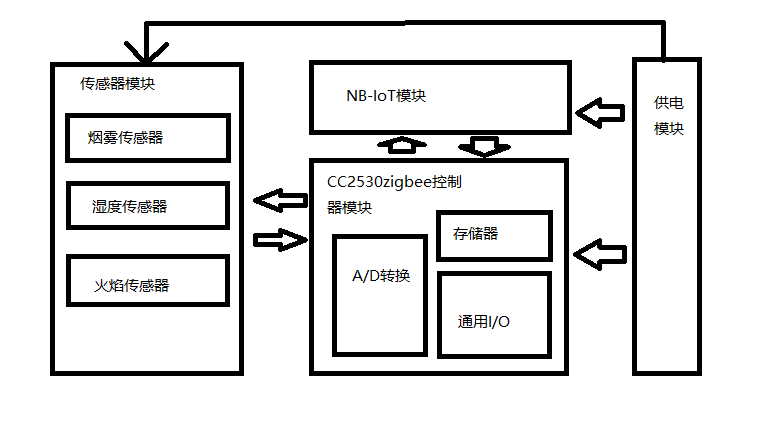 传感器模块
烟雾传感器
湿度传感器
火焰传感器
NB-IoT模块
CC2530zigbee控制
器模块
A/D转换
存储器
通用I/O
供电
模块